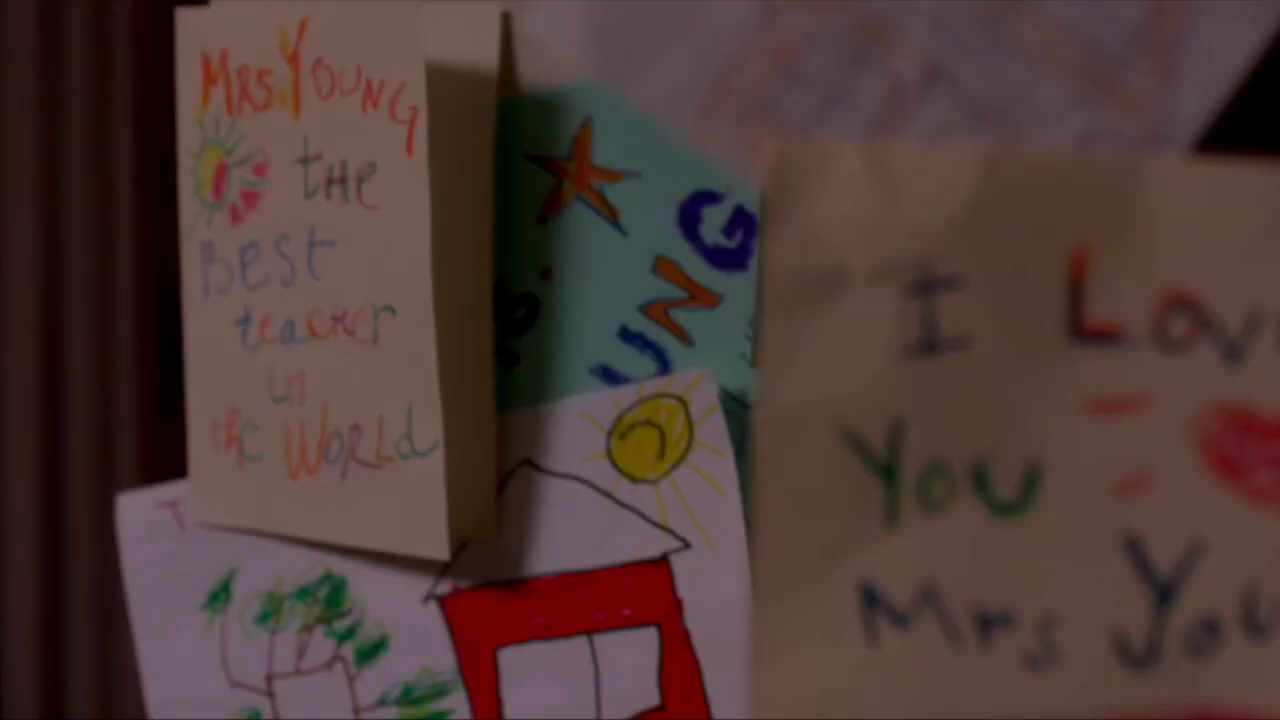 Mrs. Young
the
Best
teacher
in
the World
UNG
T
I Lov
You
Mrs You